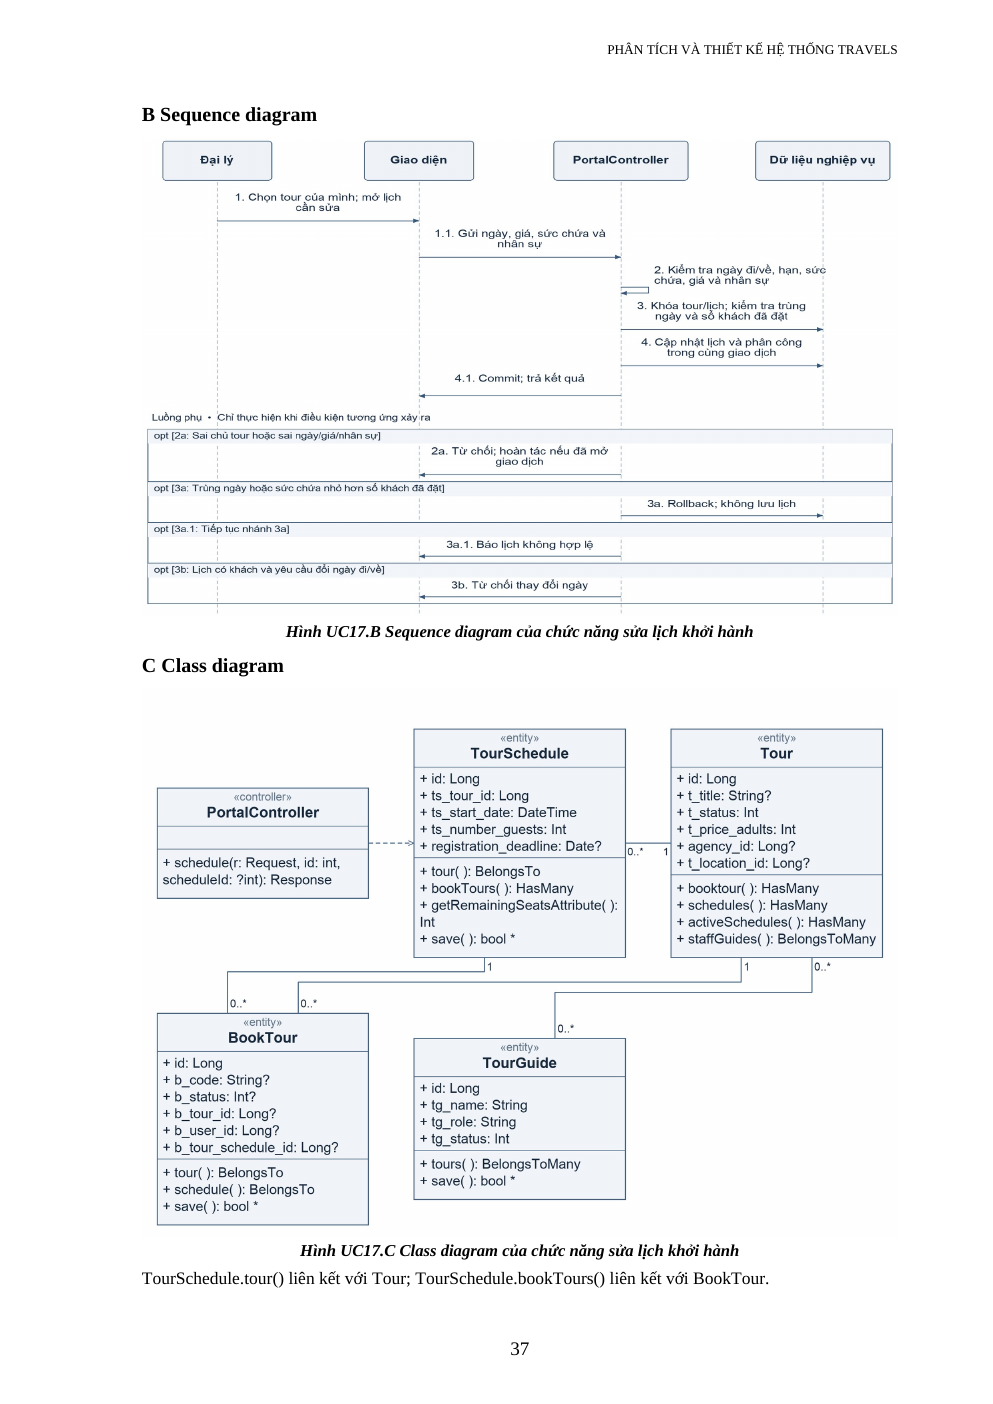 PHÂN TÍCH VÀ THIẾT KẾ HỆ THỐNG TRAVELS
B Sequence diagram
Đại lý
Giao diện
PortalController
Dữ liệu nghiệp vụ
1. Chọn tour của mình; mở lịch
cần sửa
1.1. Gửi ngày, giá, sức chứa và
nhân sự
2. Kiểm tra ngày đi/về, hạn, sức
chứa, giá và nhân sự
3. Khóa tour/lịch; kiểm tra trùng
ngày và số khách đã đặt
4. Cập nhật lịch và phân công
trong cùng giao dịch
4.1. Commit; trả kết quả
Luồng phụ • Chỉ thực hiện khi điều kiện tương ứng xảy ra
opt [2a: Sai chủ tour hoặc sai ngày/giá/nhân sự]
2a. Từ chối; hoàn tác nếu đã mở
giao dịch
opt [3a: Trùng ngày hoặc sức chứa nhỏ hơn số khách đã đặt]
3a. Rollback; không lưu lịch
opt [3a.1: Tiếp tục nhánh 3a]
3a.1. Báo lịch không hợp lệ
opt [3b: Lịch có khách và yêu cầu đổi ngày đi/về]
3b. Từ chối thay đổi ngày
Hình UC17.B Sequence diagram của chức năng sửa lịch khởi hành
C Class diagram
«controller»
PortalController
+ schedule(r: Request, id: int,
scheduleId: ?int): Response
«entity»
TourSchedule
+ id: Long
+ ts_tour_id: Long
+ ts_start_date: DateTime
+ ts_number_guests: Int
+ registration_deadline: Date?
+ tour( ): BelongsTo
+ bookTours( ): HasMany
+ getRemainingSeatsAttribute( ):
Int
+ save( ): bool *
0..*
1
«entity»
Tour
+ id: Long
+ t_title: String?
+ t_status: Int
+ t_price_adults: Int
+ agency_id: Long?
+ t_location_id: Long?
+ booktour( ): HasMany
+ schedules( ): HasMany
+ activeSchedules( ): HasMany
+ staffGuides( ): BelongsToMany
1
1
0..*
0..*
0..*
0..*
«entity»
BookTour
+ id: Long
+ b_code: String?
+ b_status: Int?
+ b_tour_id: Long?
+ b_user_id: Long?
+ b_tour_schedule_id: Long?
+ tour( ): BelongsTo
+ schedule( ): BelongsTo
+ save( ): bool *
«entity»
TourGuide
+ id: Long
+ tg_name: String
+ tg_role: String
+ tg_status: Int
+ tours( ): BelongsToMany
+ save( ): bool *
Hình UC17.C Class diagram của chức năng sửa lịch khởi hành
TourSchedule.tour() liên kết với Tour; TourSchedule.bookTours() liên kết với BookTour.
37